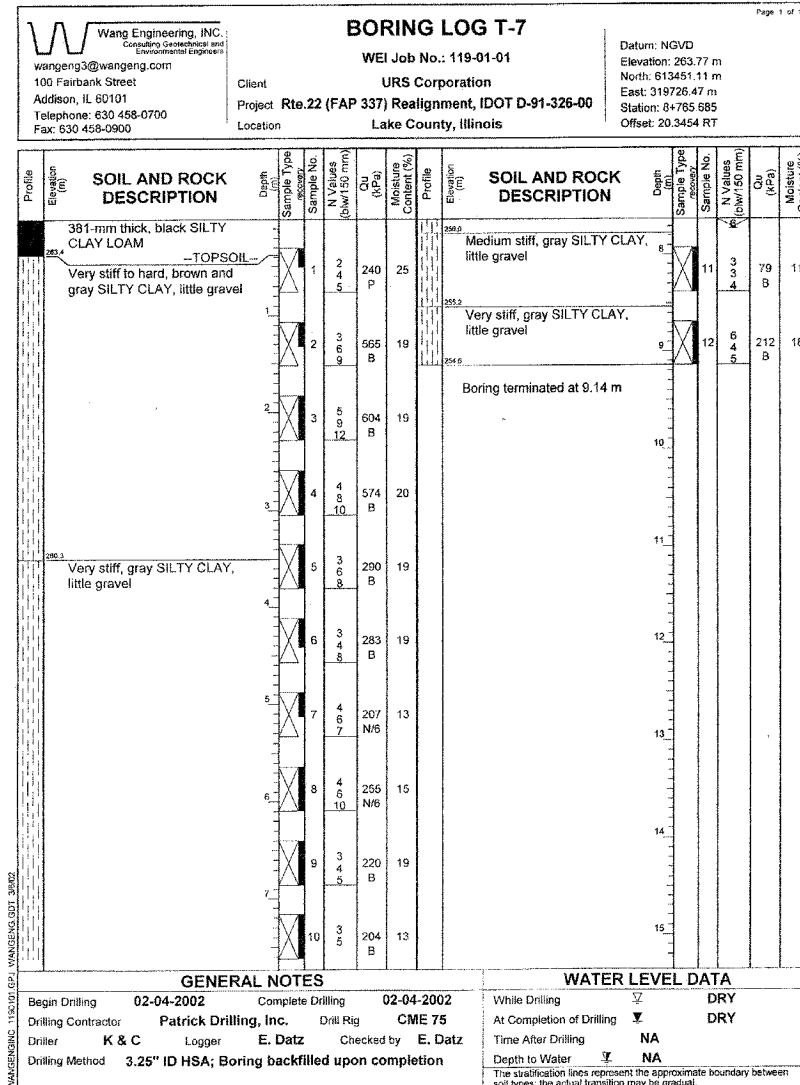 Page 1 of
Wang Engineering, INC.
Consulting Geotechnical and
Environmental Engineers
wangeng3@wangeng.com
100 Fairbank Street
Addison, IL 60101
Telephone: 630 458-0700
Fax: 630 458-0900
BORING LOG T-7
WEI Job No.: 119-01-01
Client URS Corporation
Project Rte.22 (FAP 337) Realignment, IDOT D-91-326-00
Location Lake County, Illinois
Datum: NGVD
Elevation: 263.77 m
North: 613451.11 m
East: 319726.47 m
Station: 8+765.685
Offset: 20.3454 RT
Profile
Elevation (m)
SOIL AND ROCK
DESCRIPTION
Depth (m)
Sample Type
recovery
Sample No.
N Values (blw/150 mm)
Qu (kPa)
Moisture Content (%)
381-mm thick, black SILTY
CLAY LOAM
263.4 --TOPSOIL--
Very stiff to hard, brown and
gray SILTY CLAY, little gravel
1 2 4 5 240 P 25
1
2 3 6 9 565 B 19
2
3 5 9 12 604 B 19
3
4 4 8 10 574 B 20
260.3
Very stiff, gray SILTY CLAY,
little gravel
5 3 6 8 290 B 19
4
6 3 4 8 283 B 19
5
7 4 6 7 207 N/6 13
6
8 4 6 10 255 N/6 15
9 3 4 5 220 B 19
7
10 3 5 204 B 13
Profile
Elevation (m)
SOIL AND ROCK
DESCRIPTION
Depth (m)
Sample Type
recovery
Sample No.
N Values (blw/150 mm)
Qu (kPa)
Moisture
6
Medium stiff, gray SILTY CLAY,
little gravel
8
11 3 3 4 79 B
255.2
Very stiff, gray SILTY CLAY,
little gravel
9
12 6 4 5 212 B
254.6
Boring terminated at 9.14 m
10
11
12
13
14
15
WANGENGINC 1190101.GPJ WANGENG.GDT 3/6/02
GENERAL NOTES
Begin Drilling 02-04-2002 Complete Drilling 02-04-2002
Drilling Contractor Patrick Drilling, Inc. Drill Rig CME 75
Driller K & C Logger E. Datz Checked by E. Datz
Drilling Method 3.25" ID HSA; Boring backfilled upon completion
WATER LEVEL DATA
While Drilling DRY
At Completion of Drilling DRY
Time After Drilling NA
Depth to Water NA
The stratification lines represent the approximate boundary between
soil types; the actual transition may be gradual.